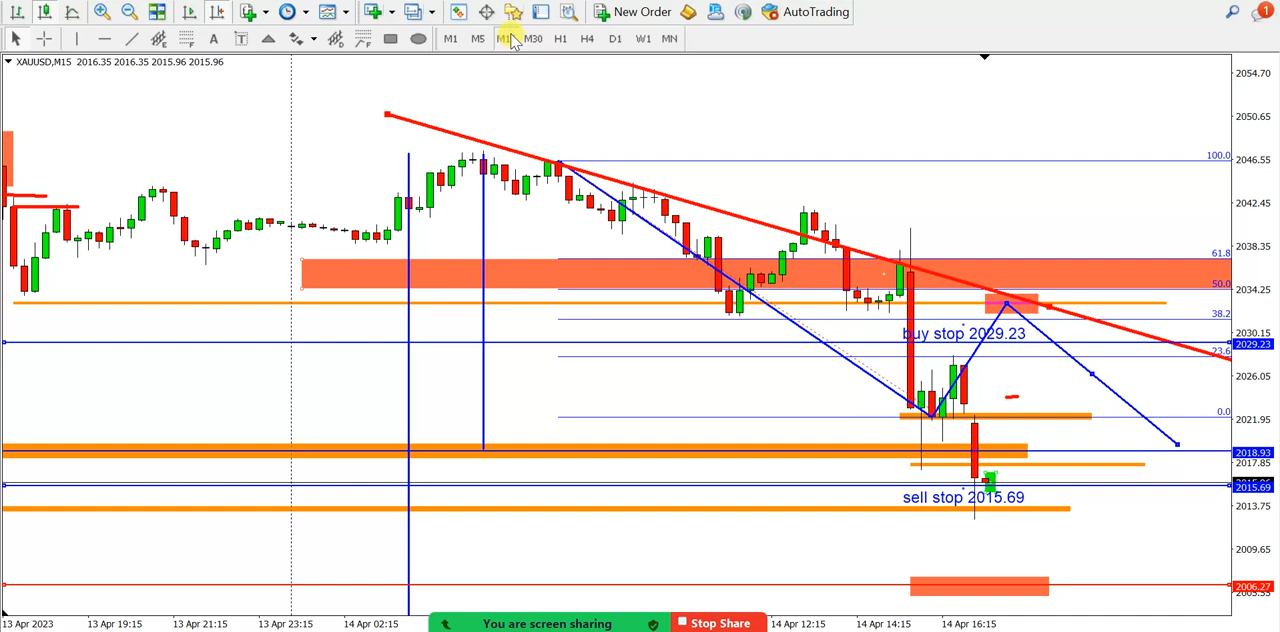 New Order
AutoTrading
1
M1
M5
M30
H1
H4
D1
W1
MN
XAUUSD,M15 2016.35 2016.35 2015.96 2015.96
2054.70
2050.65
100.0
2046.55
2042.45
61.8
2038.35
50.0
2034.25
38.2
buy stop 2029.23
2030.15
2029.23
23.6
2026.05
0.0
2021.95
2018.93
2017.85
2015.69
sell stop 2015.69
2013.75
2009.65
2006.27
13 Apr 2023
13 Apr 19:15
13 Apr 21:15
13 Apr 23:15
14 Apr 02:15
You are screen sharing
Stop Share
14 Apr 12:15
14 Apr 14:15
14 Apr 16:15